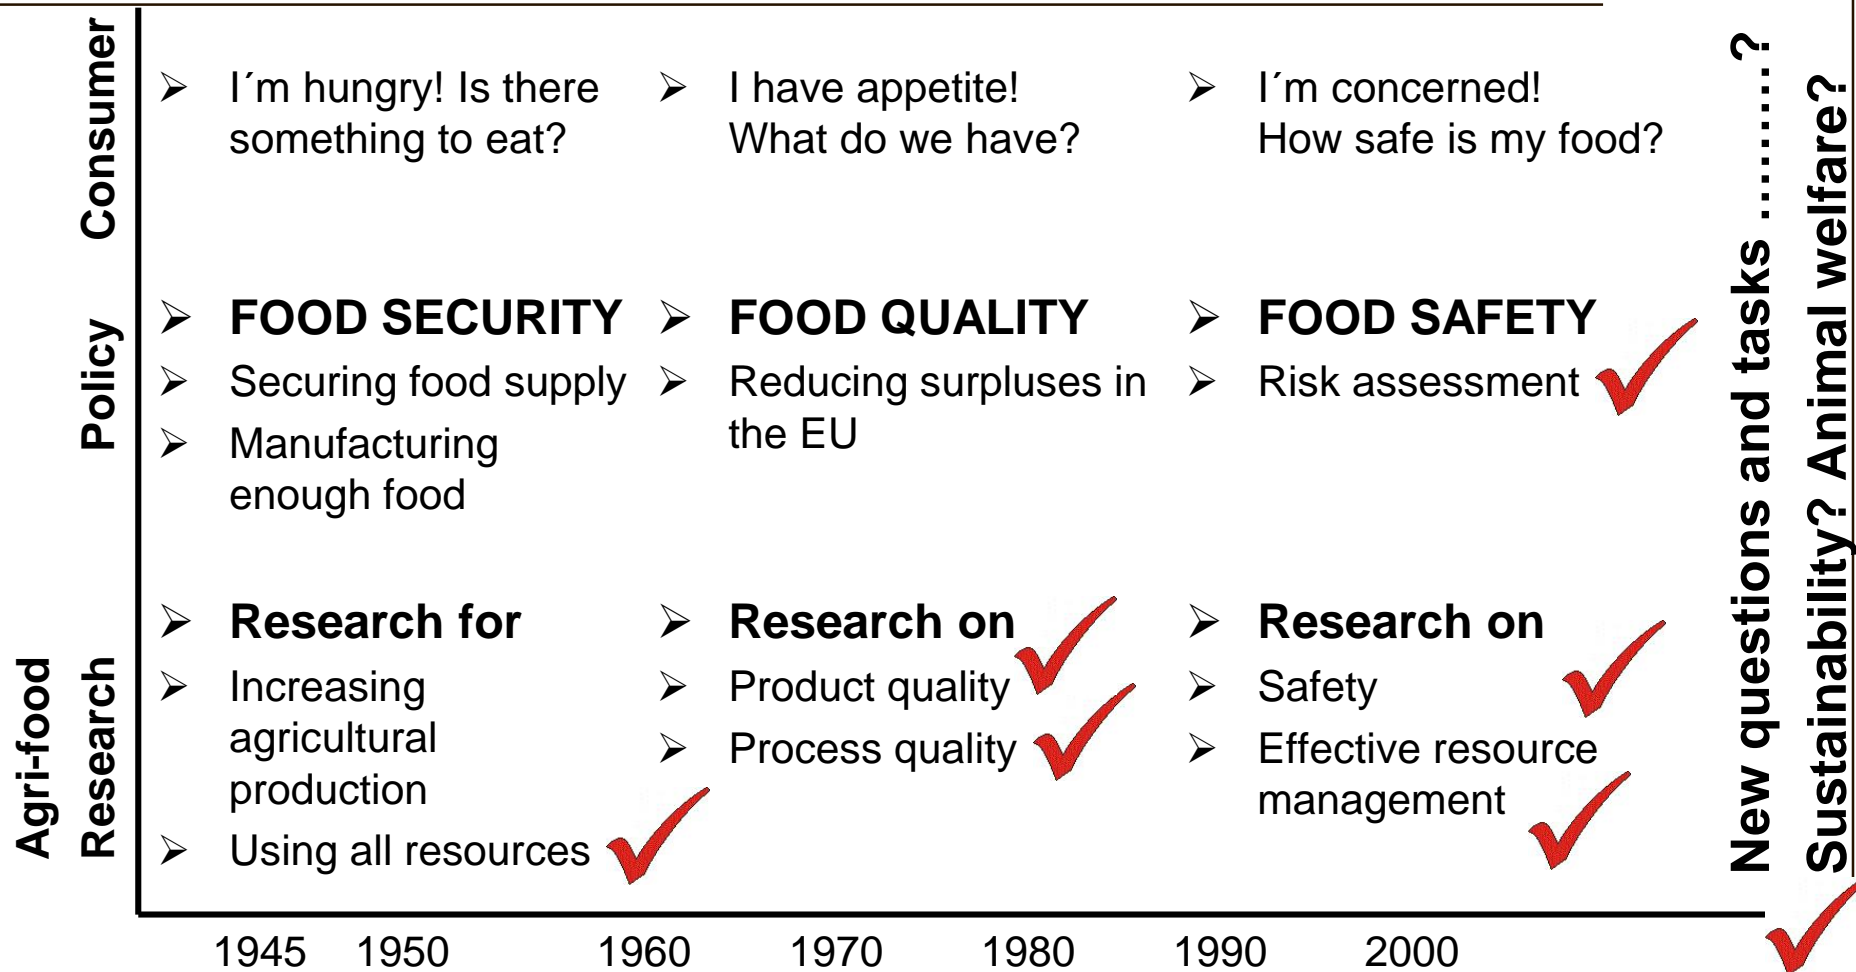 Consumer
➢ I´m hungry! Is there
something to eat?
➢ I have appetite!
What do we have?
➢ I´m concerned!
How safe is my food?
Policy
➢ FOOD SECURITY
➢ Securing food supply
➢ Manufacturing
enough food
➢ FOOD QUALITY
➢ Reducing surpluses in
the EU
➢ FOOD SAFETY
➢ Risk assessment
Agri-food
Research
➢ Research for
➢ Increasing
agricultural
production
➢ Using all resources
➢ Research on
➢ Product quality
➢ Process quality
➢ Research on
➢ Safety
➢ Effective resource
management
New questions and tasks ..........?
Sustainability? Animal welfare?
1945 1950 1960 1970 1980 1990 2000